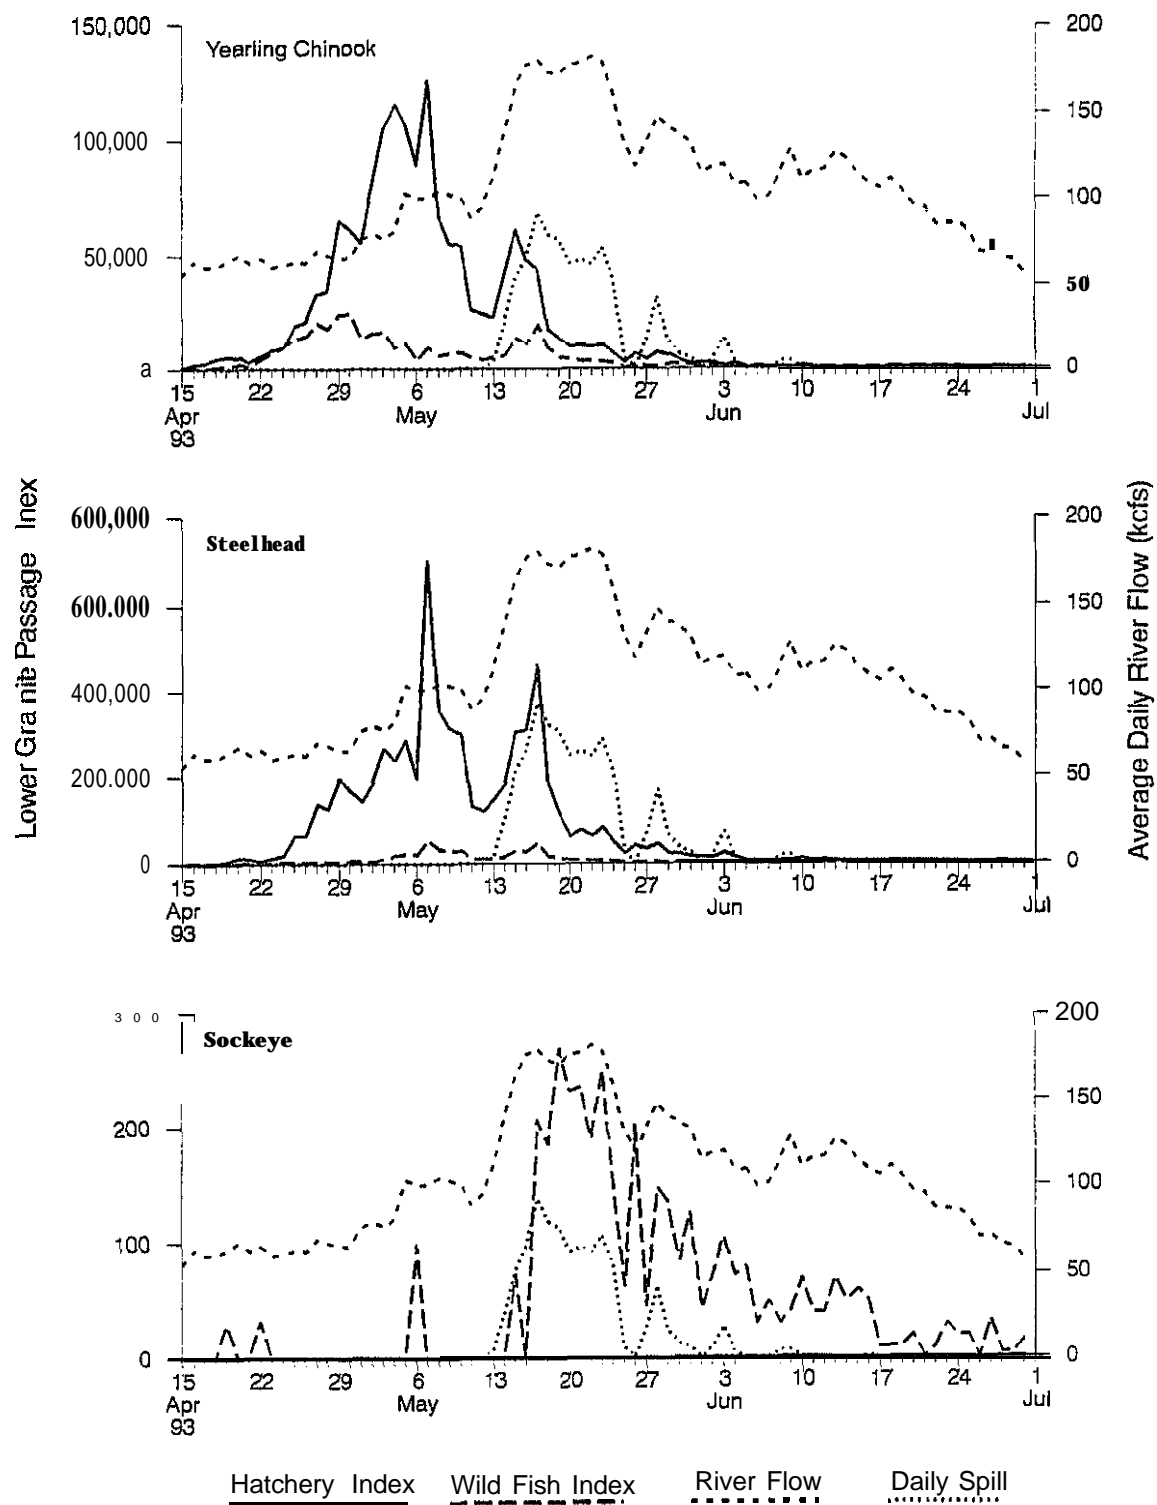 150,000
200
Yearling Chinook
150
100,000
100
50,000
50
a
0
15 22 29 6 13 20 27 3 10 17 24 1
Apr May Jun Jul
93
Lower Gra nite Passage Inex
Average Daily River Flow (kcfs)
600,000
200
Steelhead
600.000
150
400,000
100
200.000
50
0
0
15 22 29 6 13 20 27 3 10 17 24 1
Apr May Jun Jul
93
300
200
Sockeye
150
200
100
100
50
0
0
15 22 29 6 13 20 27 3 10 17 24 1
Apr May Jun Jul
93
Hatchery Index Wild Fish Index River Flow Daily Spill